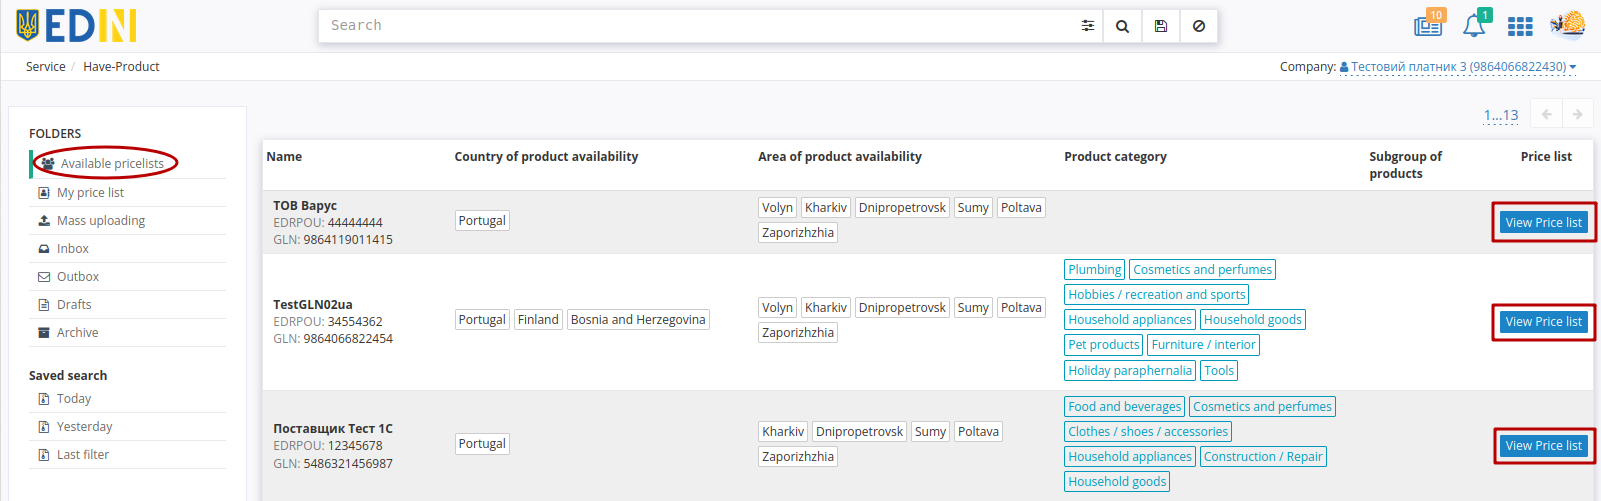 EDIN
Search
10
1
Service / Have-Product
Company: Тестовий платник 3 (9864066822430)
FOLDERS
Available pricelists
My price list
Mass uploading
Inbox
Outbox
Drafts
Archive
Saved search
Today
Yesterday
Last filter
1...13
Name Country of product availability Area of product availability Product category Subgroup of products Price list
ТОВ Варус
EDRPOU: 44444444
GLN: 9864119011415
Portugal
Volyn Kharkiv Dnipropetrovsk Sumy Poltava
Zaporizhzhia
View Price list
TestGLN02ua
EDRPOU: 34554362
GLN: 9864066822454
Portugal Finland Bosnia and Herzegovina
Volyn Kharkiv Dnipropetrovsk Sumy Poltava
Zaporizhzhia
Plumbing Cosmetics and perfumes
Hobbies / recreation and sports
Household appliances Household goods
Pet products Furniture / interior
Holiday paraphernalia Tools
View Price list
Поставщик Тест 1С
EDRPOU: 12345678
GLN: 5486321456987
Portugal
Kharkiv Dnipropetrovsk Sumy Poltava
Zaporizhzhia
Food and beverages Cosmetics and perfumes
Clothes / shoes / accessories
Household appliances Construction / Repair
Household goods
View Price list